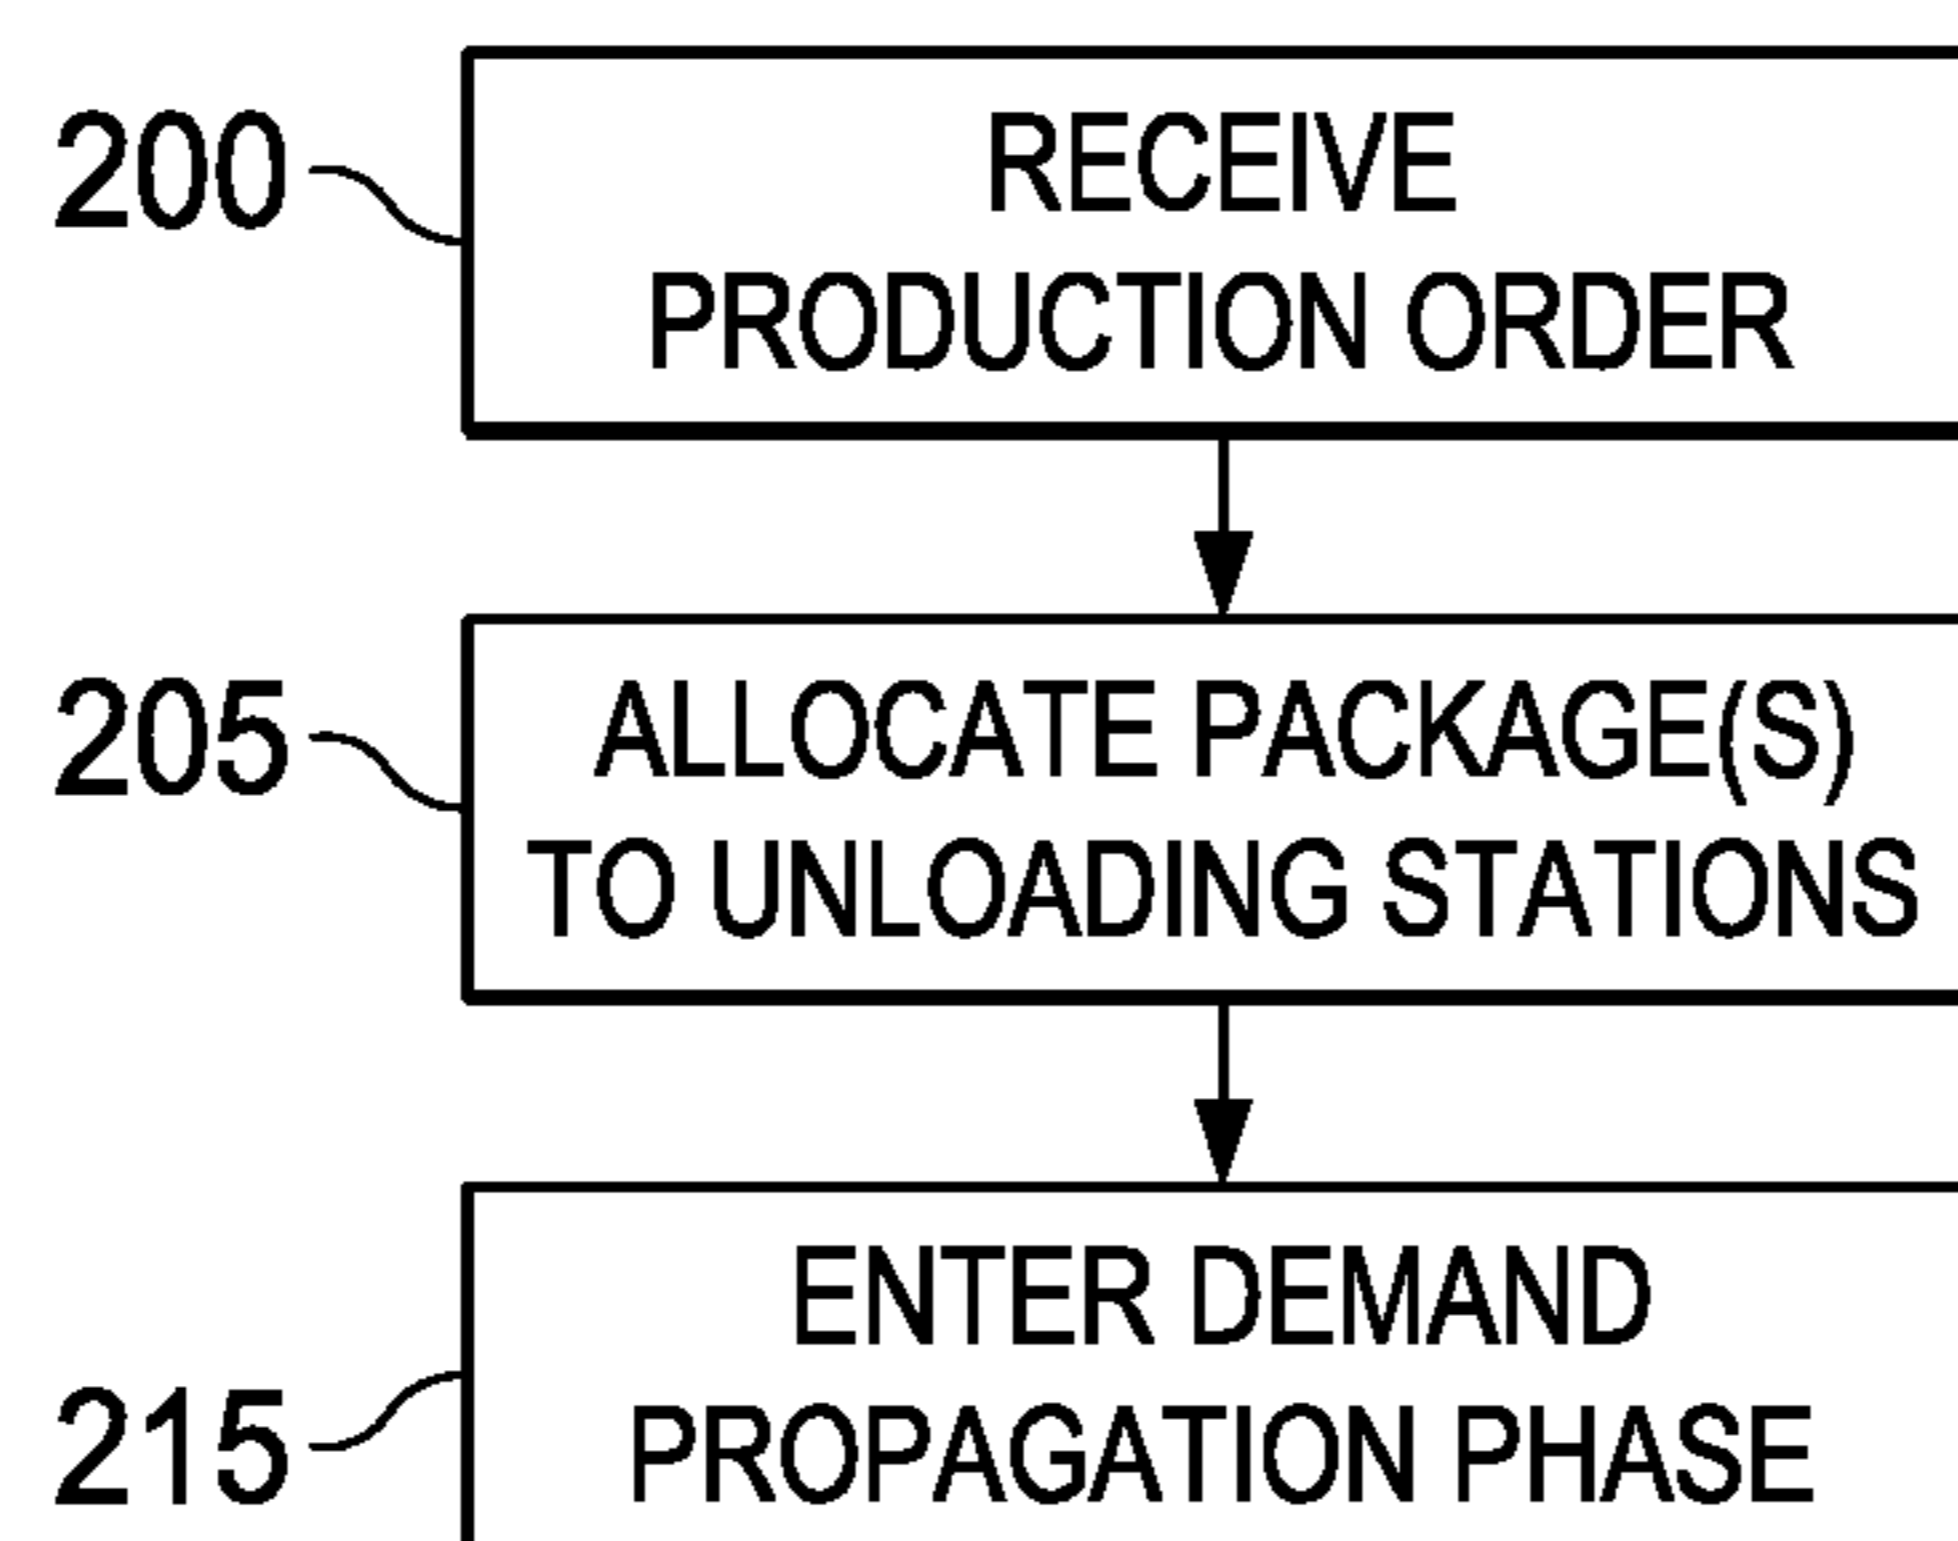 200
RECEIVE
PRODUCTION ORDER
205
ALLOCATE PACKAGE(S)
TO UNLOADING STATIONS
215
ENTER DEMAND
PROPAGATION PHASE